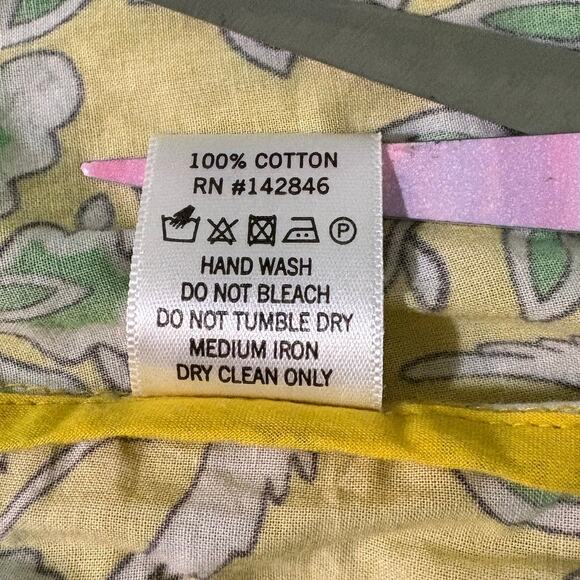 100% COTTON
RN #142846
P
HAND WASH
DO NOT BLEACH
DO NOT TUMBLE DRY
MEDIUM IRON
DRY CLEAN ONLY